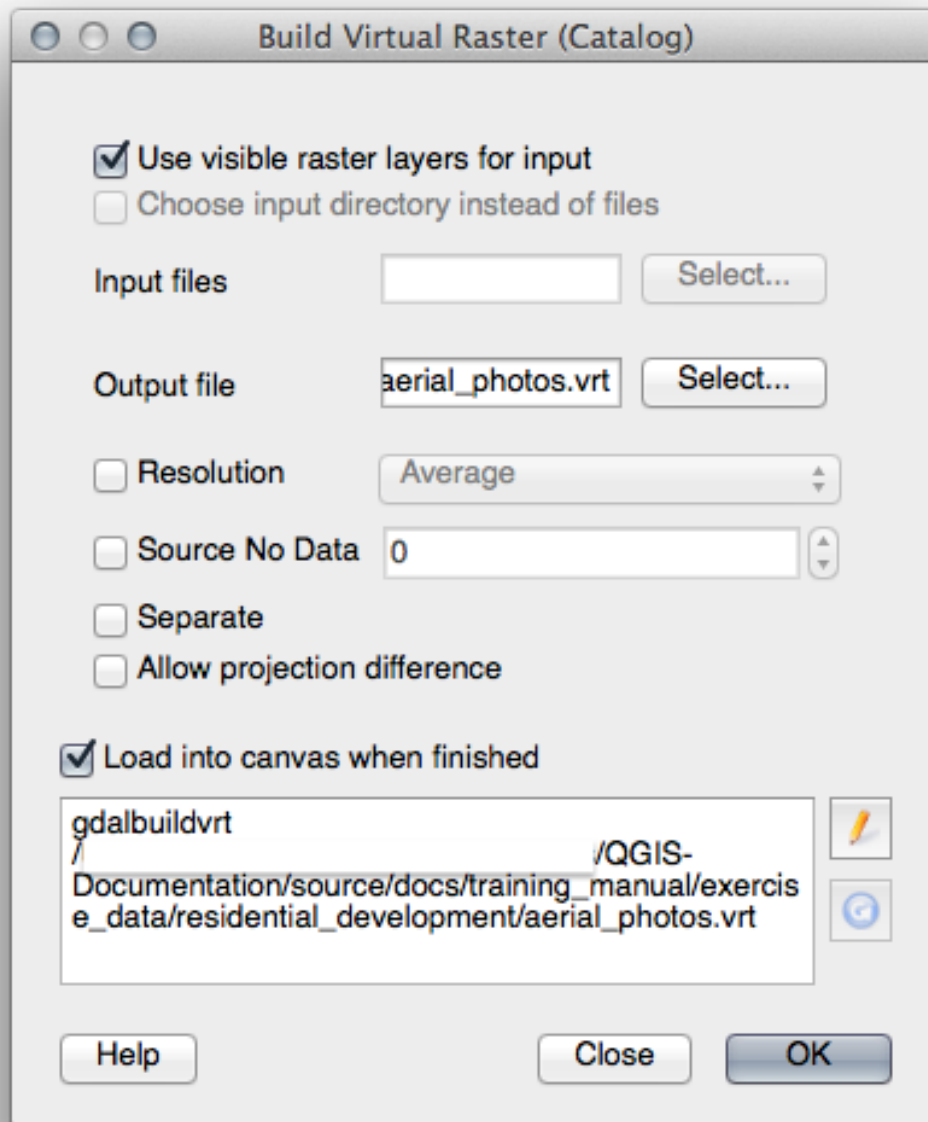 Build Virtual Raster (Catalog)
Use visible raster layers for input
Choose input directory instead of files
Input files Select...
Output file aerial_photos.vrt Select...
Resolution Average
Source No Data 0
Separate
Allow projection difference
Load into canvas when finished
gdalbuildvrt
/ /QGIS-
Documentation/source/docs/training_manual/exercis
e_data/residential_development/aerial_photos.vrt
Help Close OK